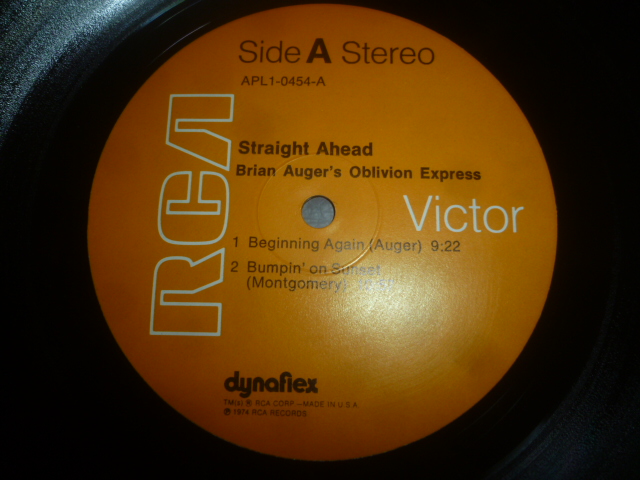 Side A Stereo
APL1-0454-A
RCA
Straight Ahead
Brian Auger's Oblivion Express
Victor
1 Beginning Again (Auger) 9:22
2 Bumpin' on Sunset
(Montgomery)
dynaflex
TM(s) ® RCA CORP.—MADE IN U.S.A.
℗ 1974 RCA RECORDS